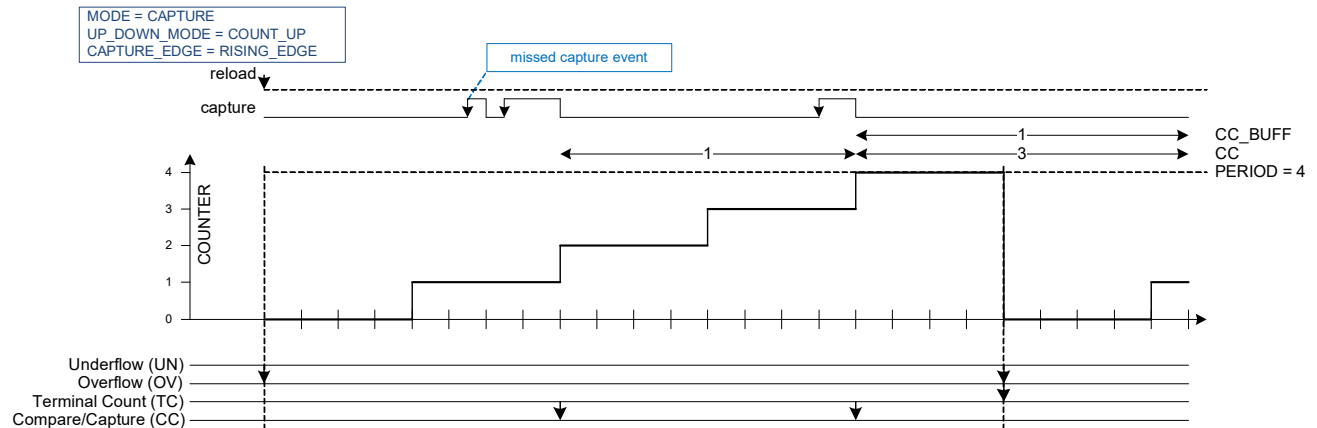 MODE = CAPTURE
UP_DOWN_MODE = COUNT_UP
CAPTURE_EDGE = RISING_EDGE
missed capture event
reload
capture
1 CC_BUFF
1 3 CC
4 PERIOD = 4
3
2
1
0
COUNTER
Underflow (UN)
Overflow (OV)
Terminal Count (TC)
Compare/Capture (CC)